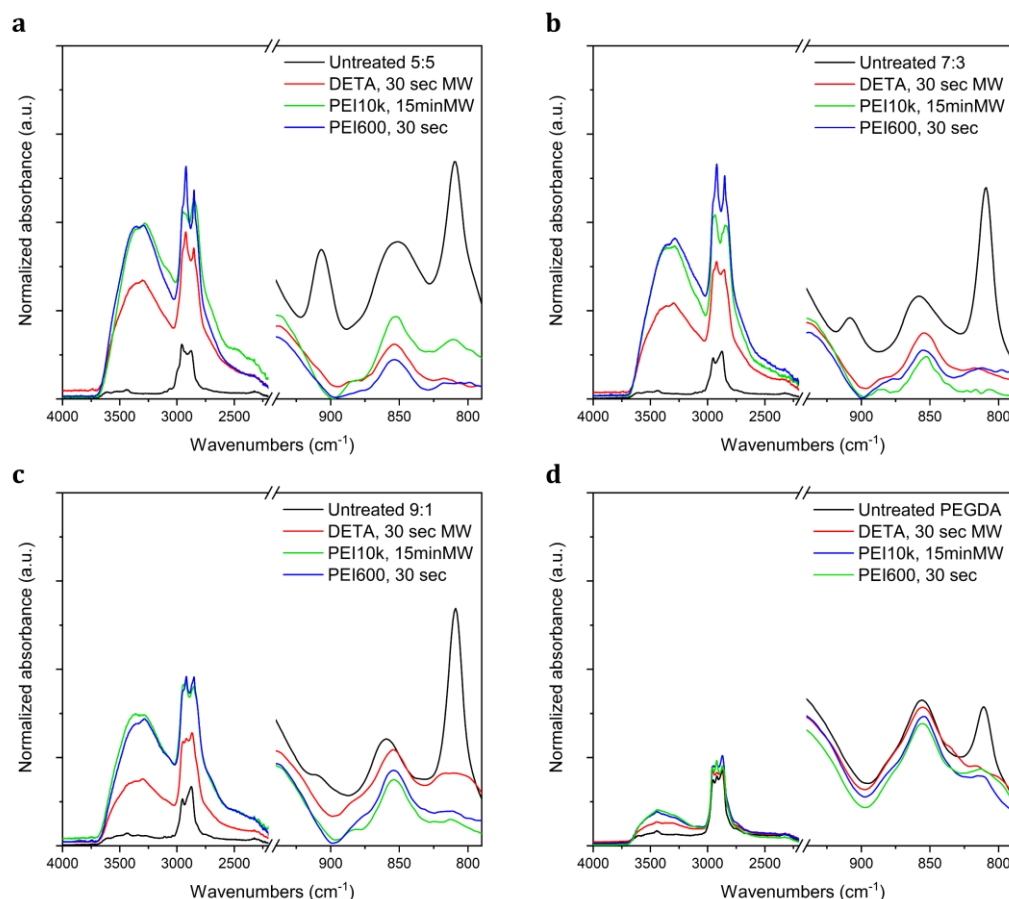 a
Normalized absorbance (a.u.)
Untreated 5:5
DETA, 30 sec MW
PEI10k, 15minMW
PEI600, 30 sec
4000 3500 3000 2500 900 850 800
Wavenumbers (cm⁻¹)
b
Normalized absorbance (a.u.)
Untreated 7:3
DETA, 30 sec MW
PEI10k, 15minMW
PEI600, 30 sec
4000 3500 3000 2500 900 850 800
Wavenumbers (cm⁻¹)
c
Normalized absorbance (a.u.)
Untreated 9:1
DETA, 30 sec MW
PEI10k, 15minMW
PEI600, 30 sec
4000 3500 3000 2500 900 850 800
Wavenumbers (cm⁻¹)
d
Normalized absorbance (a.u.)
Untreated PEGDA
DETA, 30 sec MW
PEI10k, 15minMW
PEI600, 30 sec
4000 3500 3000 2500 900 850 800
Wavenumbers (cm⁻¹)